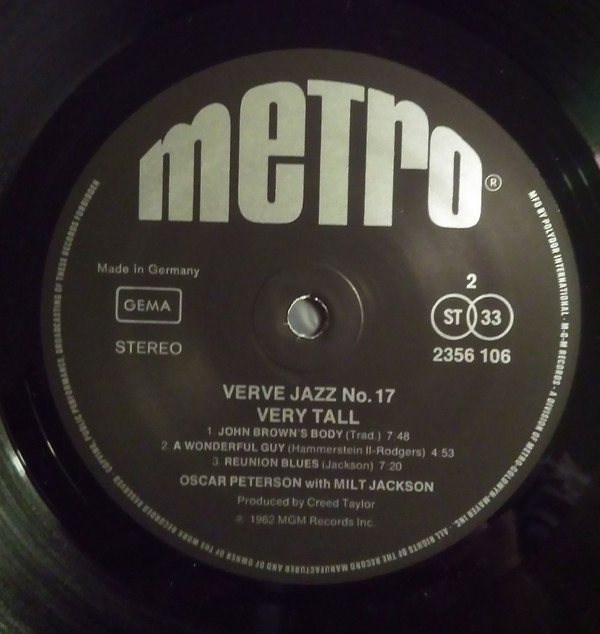 metro ®
Made in Germany
GEMA
STEREO
2
ST 33
2356 106
VERVE JAZZ No. 17
VERY TALL
1. JOHN BROWN'S BODY (Trad.) 7:48
2. A WONDERFUL GUY (Hammerstein II-Rodgers) 4:53
3. REUNION BLUES (Jackson) 7:20
OSCAR PETERSON with MILT JACKSON
Produced by Creed Taylor
℗ 1962 MGM Records Inc.
MFD BY POLYDOR INTERNATIONAL · M-G-M RECORDS · A DIVISION OF METRO-GOLDWYN-MAYER INC. · ALL RIGHTS OF THE RECORD MANUFACTURER AND OF OWNER OF THE WORK RECORDED RESERVED COPYING, PUBLIC PERFORMANCE, BROADCASTING OF THESE RECORDS FORBIDDEN